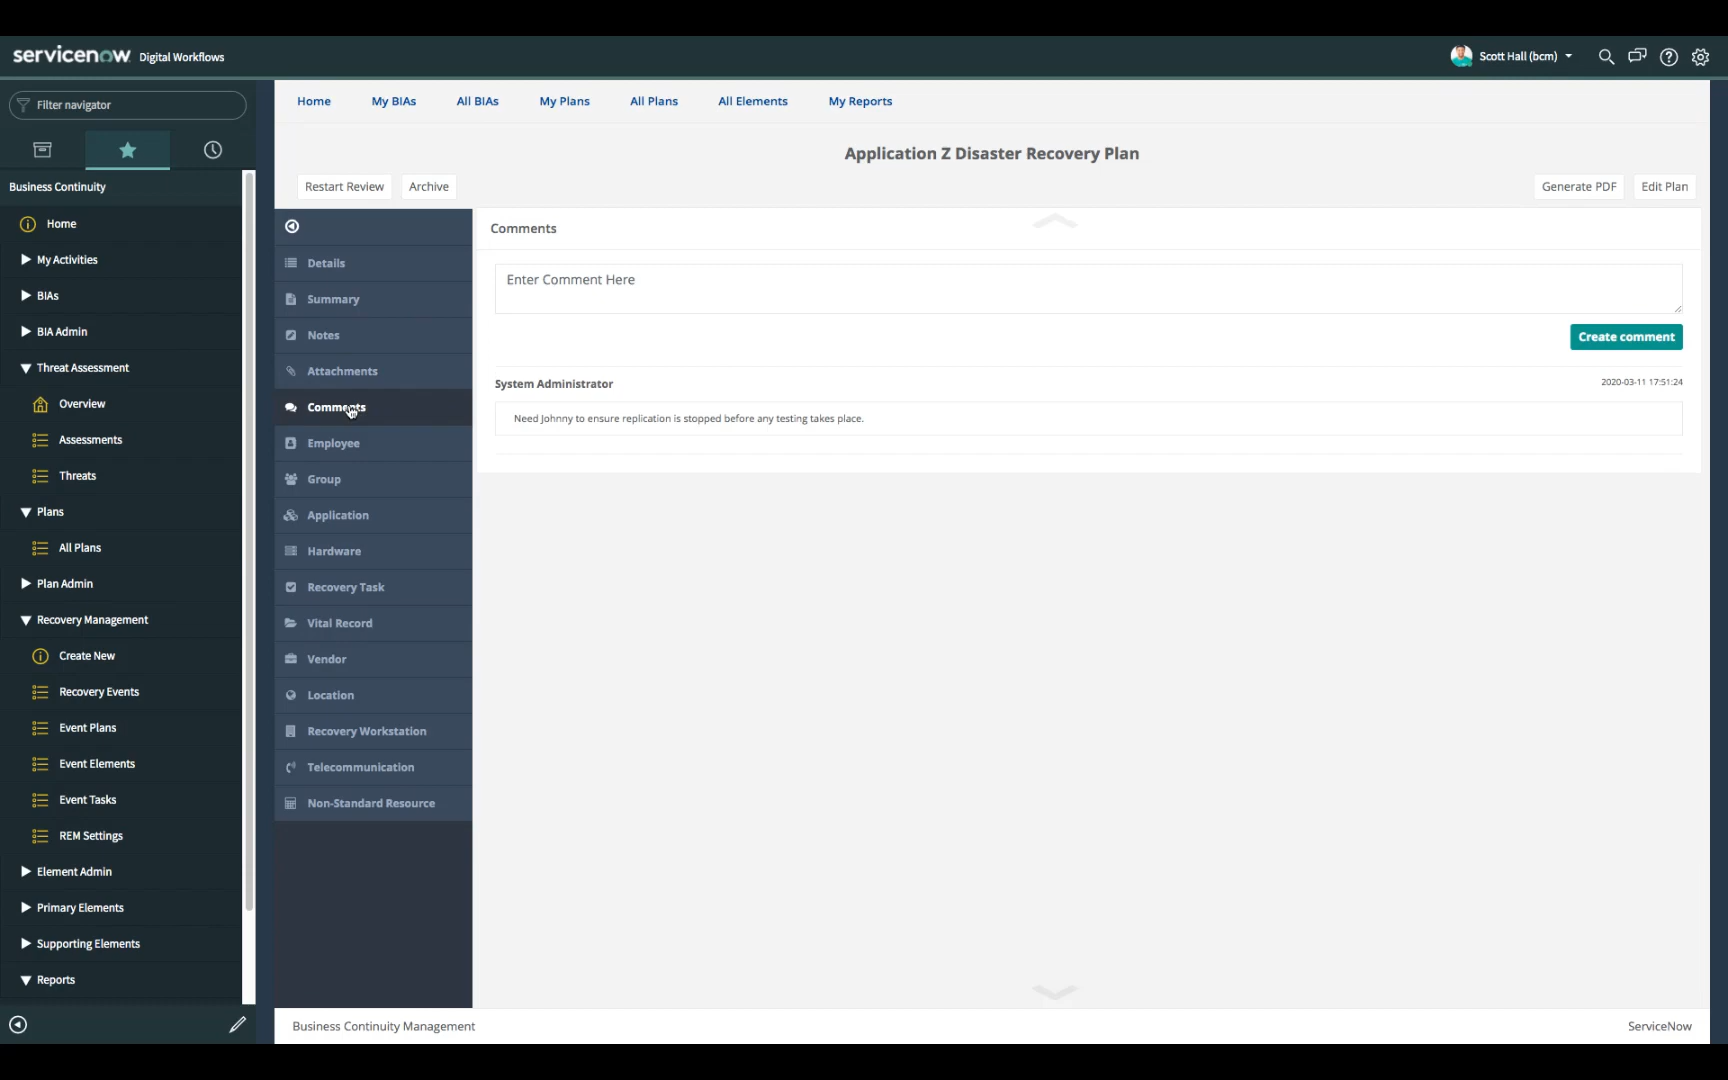 servicenow Digital Workflows
Scott Hall (bcm)
Filter navigator
Business Continuity
Home
My Activities
BIAs
BIA Admin
Threat Assessment
Overview
Assessments
Threats
Plans
All Plans
Plan Admin
Recovery Management
Create New
Recovery Events
Event Plans
Event Elements
Event Tasks
REM Settings
Element Admin
Primary Elements
Supporting Elements
Reports
Home My BIAs All BIAs My Plans All Plans All Elements My Reports
Application Z Disaster Recovery Plan
Restart Review Archive Generate PDF Edit Plan
Details
Summary
Notes
Attachments
Comments
Employee
Group
Application
Hardware
Recovery Task
Vital Record
Vendor
Location
Recovery Workstation
Telecommunication
Non-Standard Resource
Comments
Enter Comment Here
Create comment
System Administrator 2020-03-11 17:51:24
Need Johnny to ensure replication is stopped before any testing takes place.
Business Continuity Management ServiceNow